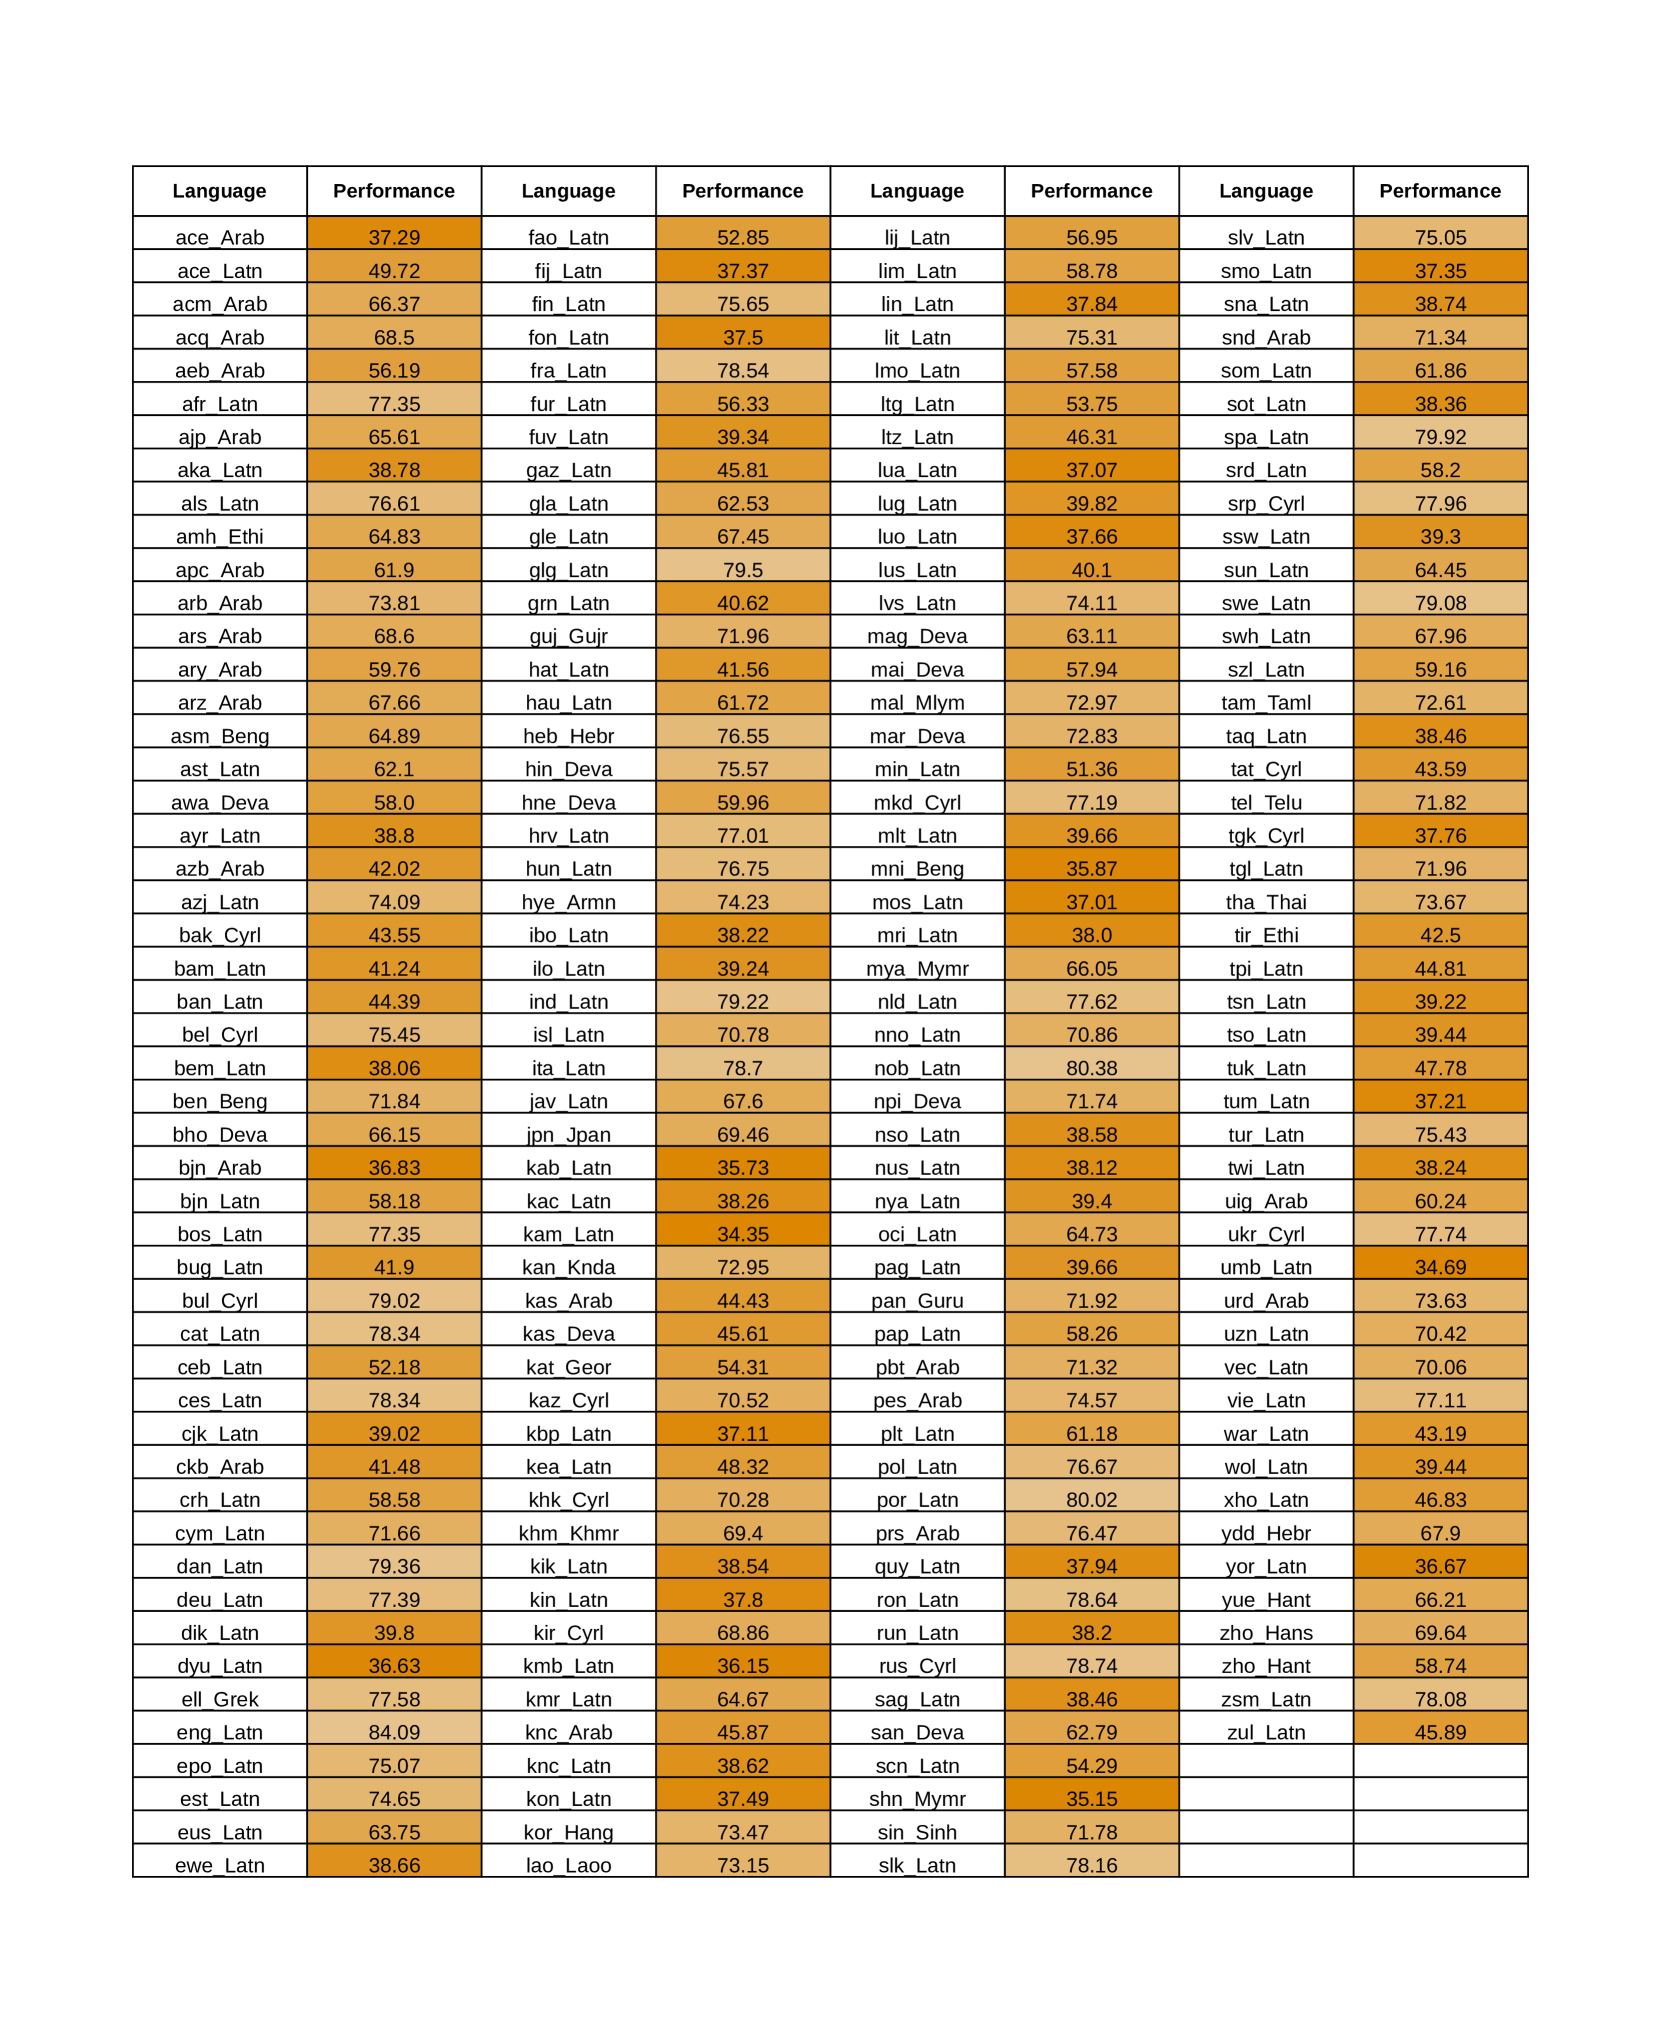 Language Performance Language Performance Language Performance Language Performance
ace_Arab 37.29 fao_Latn 52.85 lij_Latn 56.95 slv_Latn 75.05
ace_Latn 49.72 fij_Latn 37.37 lim_Latn 58.78 smo_Latn 37.35
acm_Arab 66.37 fin_Latn 75.65 lin_Latn 37.84 sna_Latn 38.74
acq_Arab 68.5 fon_Latn 37.5 lit_Latn 75.31 snd_Arab 71.34
aeb_Arab 56.19 fra_Latn 78.54 lmo_Latn 57.58 som_Latn 61.86
afr_Latn 77.35 fur_Latn 56.33 ltg_Latn 53.75 sot_Latn 38.36
ajp_Arab 65.61 fuv_Latn 39.34 ltz_Latn 46.31 spa_Latn 79.92
aka_Latn 38.78 gaz_Latn 45.81 lua_Latn 37.07 srd_Latn 58.2
als_Latn 76.61 gla_Latn 62.53 lug_Latn 39.82 srp_Cyrl 77.96
amh_Ethi 64.83 gle_Latn 67.45 luo_Latn 37.66 ssw_Latn 39.3
apc_Arab 61.9 glg_Latn 79.5 lus_Latn 40.1 sun_Latn 64.45
arb_Arab 73.81 grn_Latn 40.62 lvs_Latn 74.11 swe_Latn 79.08
ars_Arab 68.6 guj_Gujr 71.96 mag_Deva 63.11 swh_Latn 67.96
ary_Arab 59.76 hat_Latn 41.56 mai_Deva 57.94 szl_Latn 59.16
arz_Arab 67.66 hau_Latn 61.72 mal_Mlym 72.97 tam_Taml 72.61
asm_Beng 64.89 heb_Hebr 76.55 mar_Deva 72.83 taq_Latn 38.46
ast_Latn 62.1 hin_Deva 75.57 min_Latn 51.36 tat_Cyrl 43.59
awa_Deva 58.0 hne_Deva 59.96 mkd_Cyrl 77.19 tel_Telu 71.82
ayr_Latn 38.8 hrv_Latn 77.01 mlt_Latn 39.66 tgk_Cyrl 37.76
azb_Arab 42.02 hun_Latn 76.75 mni_Beng 35.87 tgl_Latn 71.96
azj_Latn 74.09 hye_Armn 74.23 mos_Latn 37.01 tha_Thai 73.67
bak_Cyrl 43.55 ibo_Latn 38.22 mri_Latn 38.0 tir_Ethi 42.5
bam_Latn 41.24 ilo_Latn 39.24 mya_Mymr 66.05 tpi_Latn 44.81
ban_Latn 44.39 ind_Latn 79.22 nld_Latn 77.62 tsn_Latn 39.22
bel_Cyrl 75.45 isl_Latn 70.78 nno_Latn 70.86 tso_Latn 39.44
bem_Latn 38.06 ita_Latn 78.7 nob_Latn 80.38 tuk_Latn 47.78
ben_Beng 71.84 jav_Latn 67.6 npi_Deva 71.74 tum_Latn 37.21
bho_Deva 66.15 jpn_Jpan 69.46 nso_Latn 38.58 tur_Latn 75.43
bjn_Arab 36.83 kab_Latn 35.73 nus_Latn 38.12 twi_Latn 38.24
bjn_Latn 58.18 kac_Latn 38.26 nya_Latn 39.4 uig_Arab 60.24
bos_Latn 77.35 kam_Latn 34.35 oci_Latn 64.73 ukr_Cyrl 77.74
bug_Latn 41.9 kan_Knda 72.95 pag_Latn 39.66 umb_Latn 34.69
bul_Cyrl 79.02 kas_Arab 44.43 pan_Guru 71.92 urd_Arab 73.63
cat_Latn 78.34 kas_Deva 45.61 pap_Latn 58.26 uzn_Latn 70.42
ceb_Latn 52.18 kat_Geor 54.31 pbt_Arab 71.32 vec_Latn 70.06
ces_Latn 78.34 kaz_Cyrl 70.52 pes_Arab 74.57 vie_Latn 77.11
cjk_Latn 39.02 kbp_Latn 37.11 plt_Latn 61.18 war_Latn 43.19
ckb_Arab 41.48 kea_Latn 48.32 pol_Latn 76.67 wol_Latn 39.44
crh_Latn 58.58 khk_Cyrl 70.28 por_Latn 80.02 xho_Latn 46.83
cym_Latn 71.66 khm_Khmr 69.4 prs_Arab 76.47 ydd_Hebr 67.9
dan_Latn 79.36 kik_Latn 38.54 quy_Latn 37.94 yor_Latn 36.67
deu_Latn 77.39 kin_Latn 37.8 ron_Latn 78.64 yue_Hant 66.21
dik_Latn 39.8 kir_Cyrl 68.86 run_Latn 38.2 zho_Hans 69.64
dyu_Latn 36.63 kmb_Latn 36.15 rus_Cyrl 78.74 zho_Hant 58.74
ell_Grek 77.58 kmr_Latn 64.67 sag_Latn 38.46 zsm_Latn 78.08
eng_Latn 84.09 knc_Arab 45.87 san_Deva 62.79 zul_Latn 45.89
epo_Latn 75.07 knc_Latn 38.62 scn_Latn 54.29
est_Latn 74.65 kon_Latn 37.49 shn_Mymr 35.15
eus_Latn 63.75 kor_Hang 73.47 sin_Sinh 71.78
ewe_Latn 38.66 lao_Laoo 73.15 slk_Latn 78.16